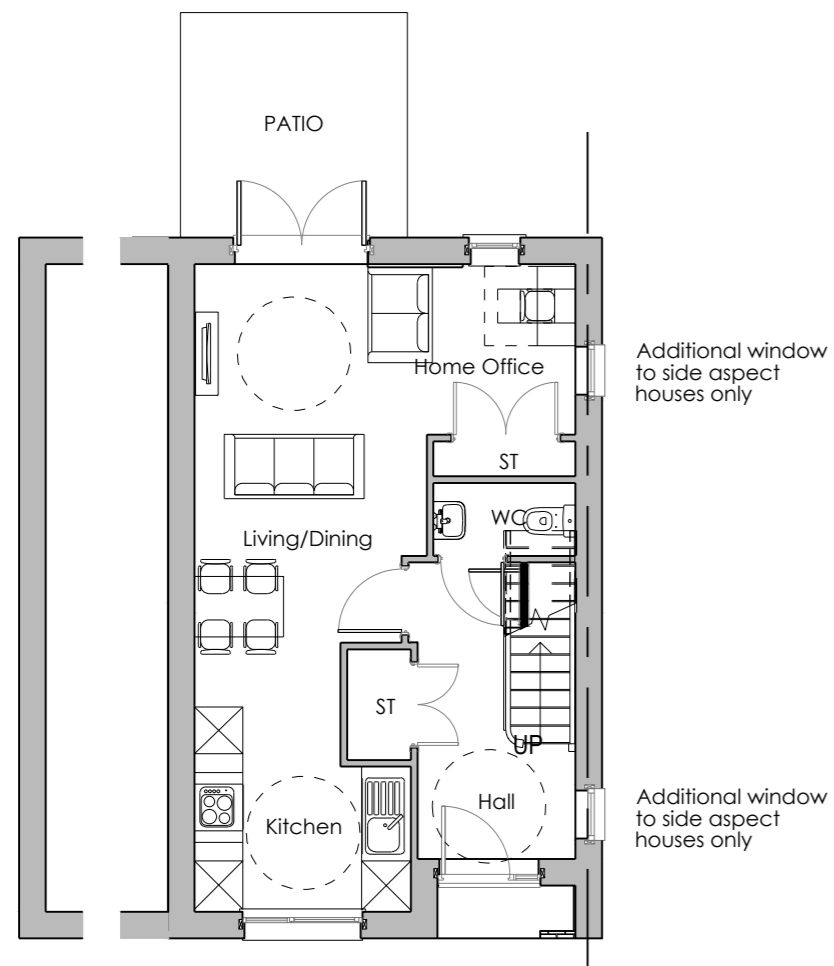 PATIO
Home Office
Additional window
to side aspect
houses only
ST
WC
Living/Dining
ST
UP
Hall
Kitchen
Additional window
to side aspect
houses only